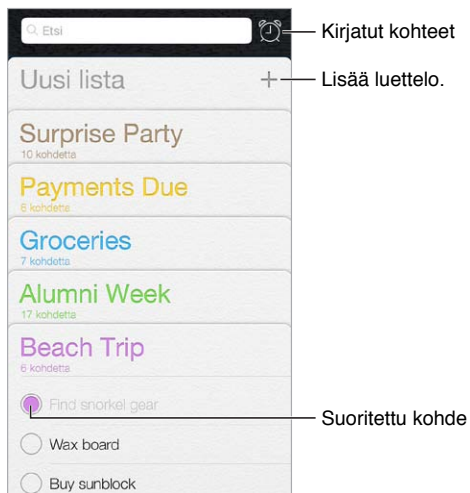 Etsi
Kirjatut kohteet
Uusi lista
Lisää luettelo.
Surprise Party
10 kohdetta
Payments Due
6 kohdetta
Groceries
7 kohdetta
Alumni Week
17 kohdetta
Beach Trip
6 kohdetta
Find snorkel gear
Suoritettu kohde
Wax board
Buy sunblock